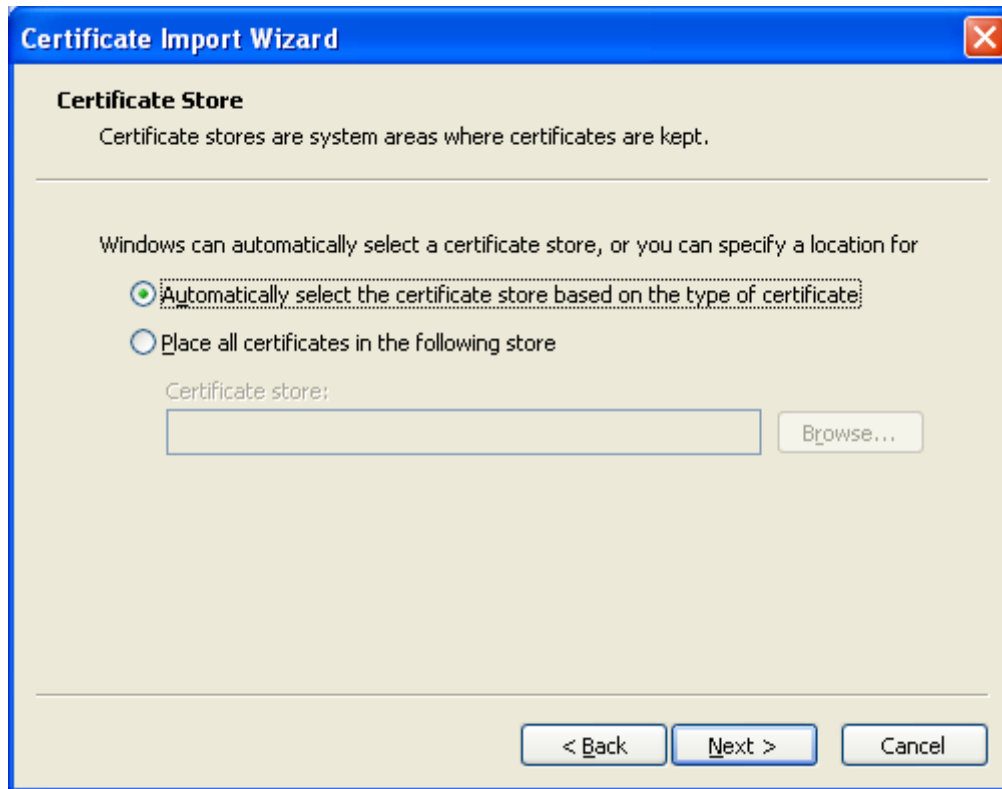 Certificate Import Wizard
Certificate Store
Certificate stores are system areas where certificates are kept.
Windows can automatically select a certificate store, or you can specify a location for
Automatically select the certificate store based on the type of certificate
Place all certificates in the following store
Certificate store:
Browse...
< Back Next > Cancel